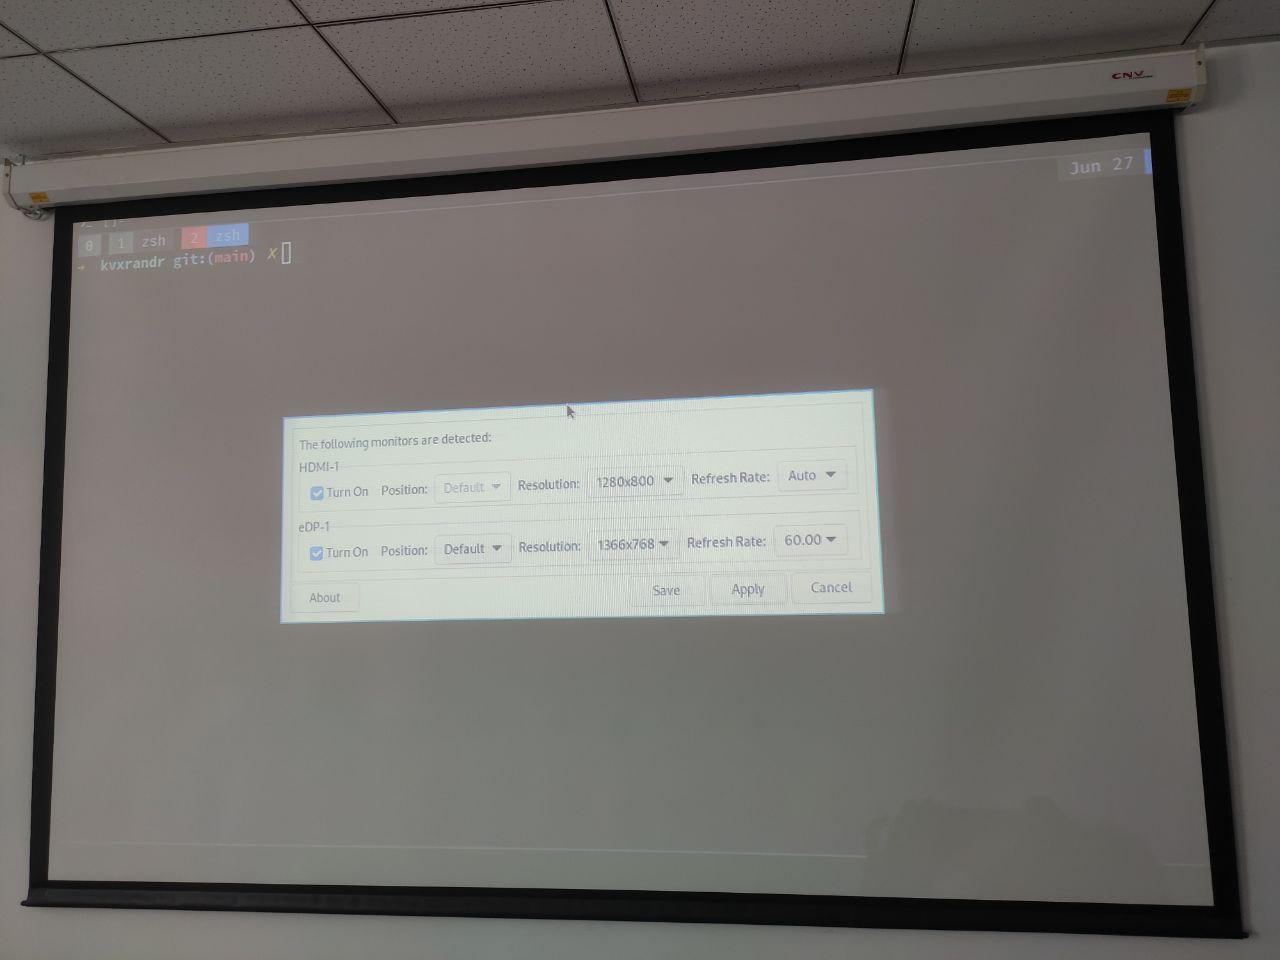 CNV
Jun 27
0 1 zsh 2 zsh
→ kvxrandr git:(main) ✗
The following monitors are detected:
HDMI-1
Turn On Position: Default Resolution: 1280x800 Refresh Rate: Auto
eDP-1
Turn On Position: Default Resolution: 1366x768 Refresh Rate: 60.00
About Save Apply Cancel